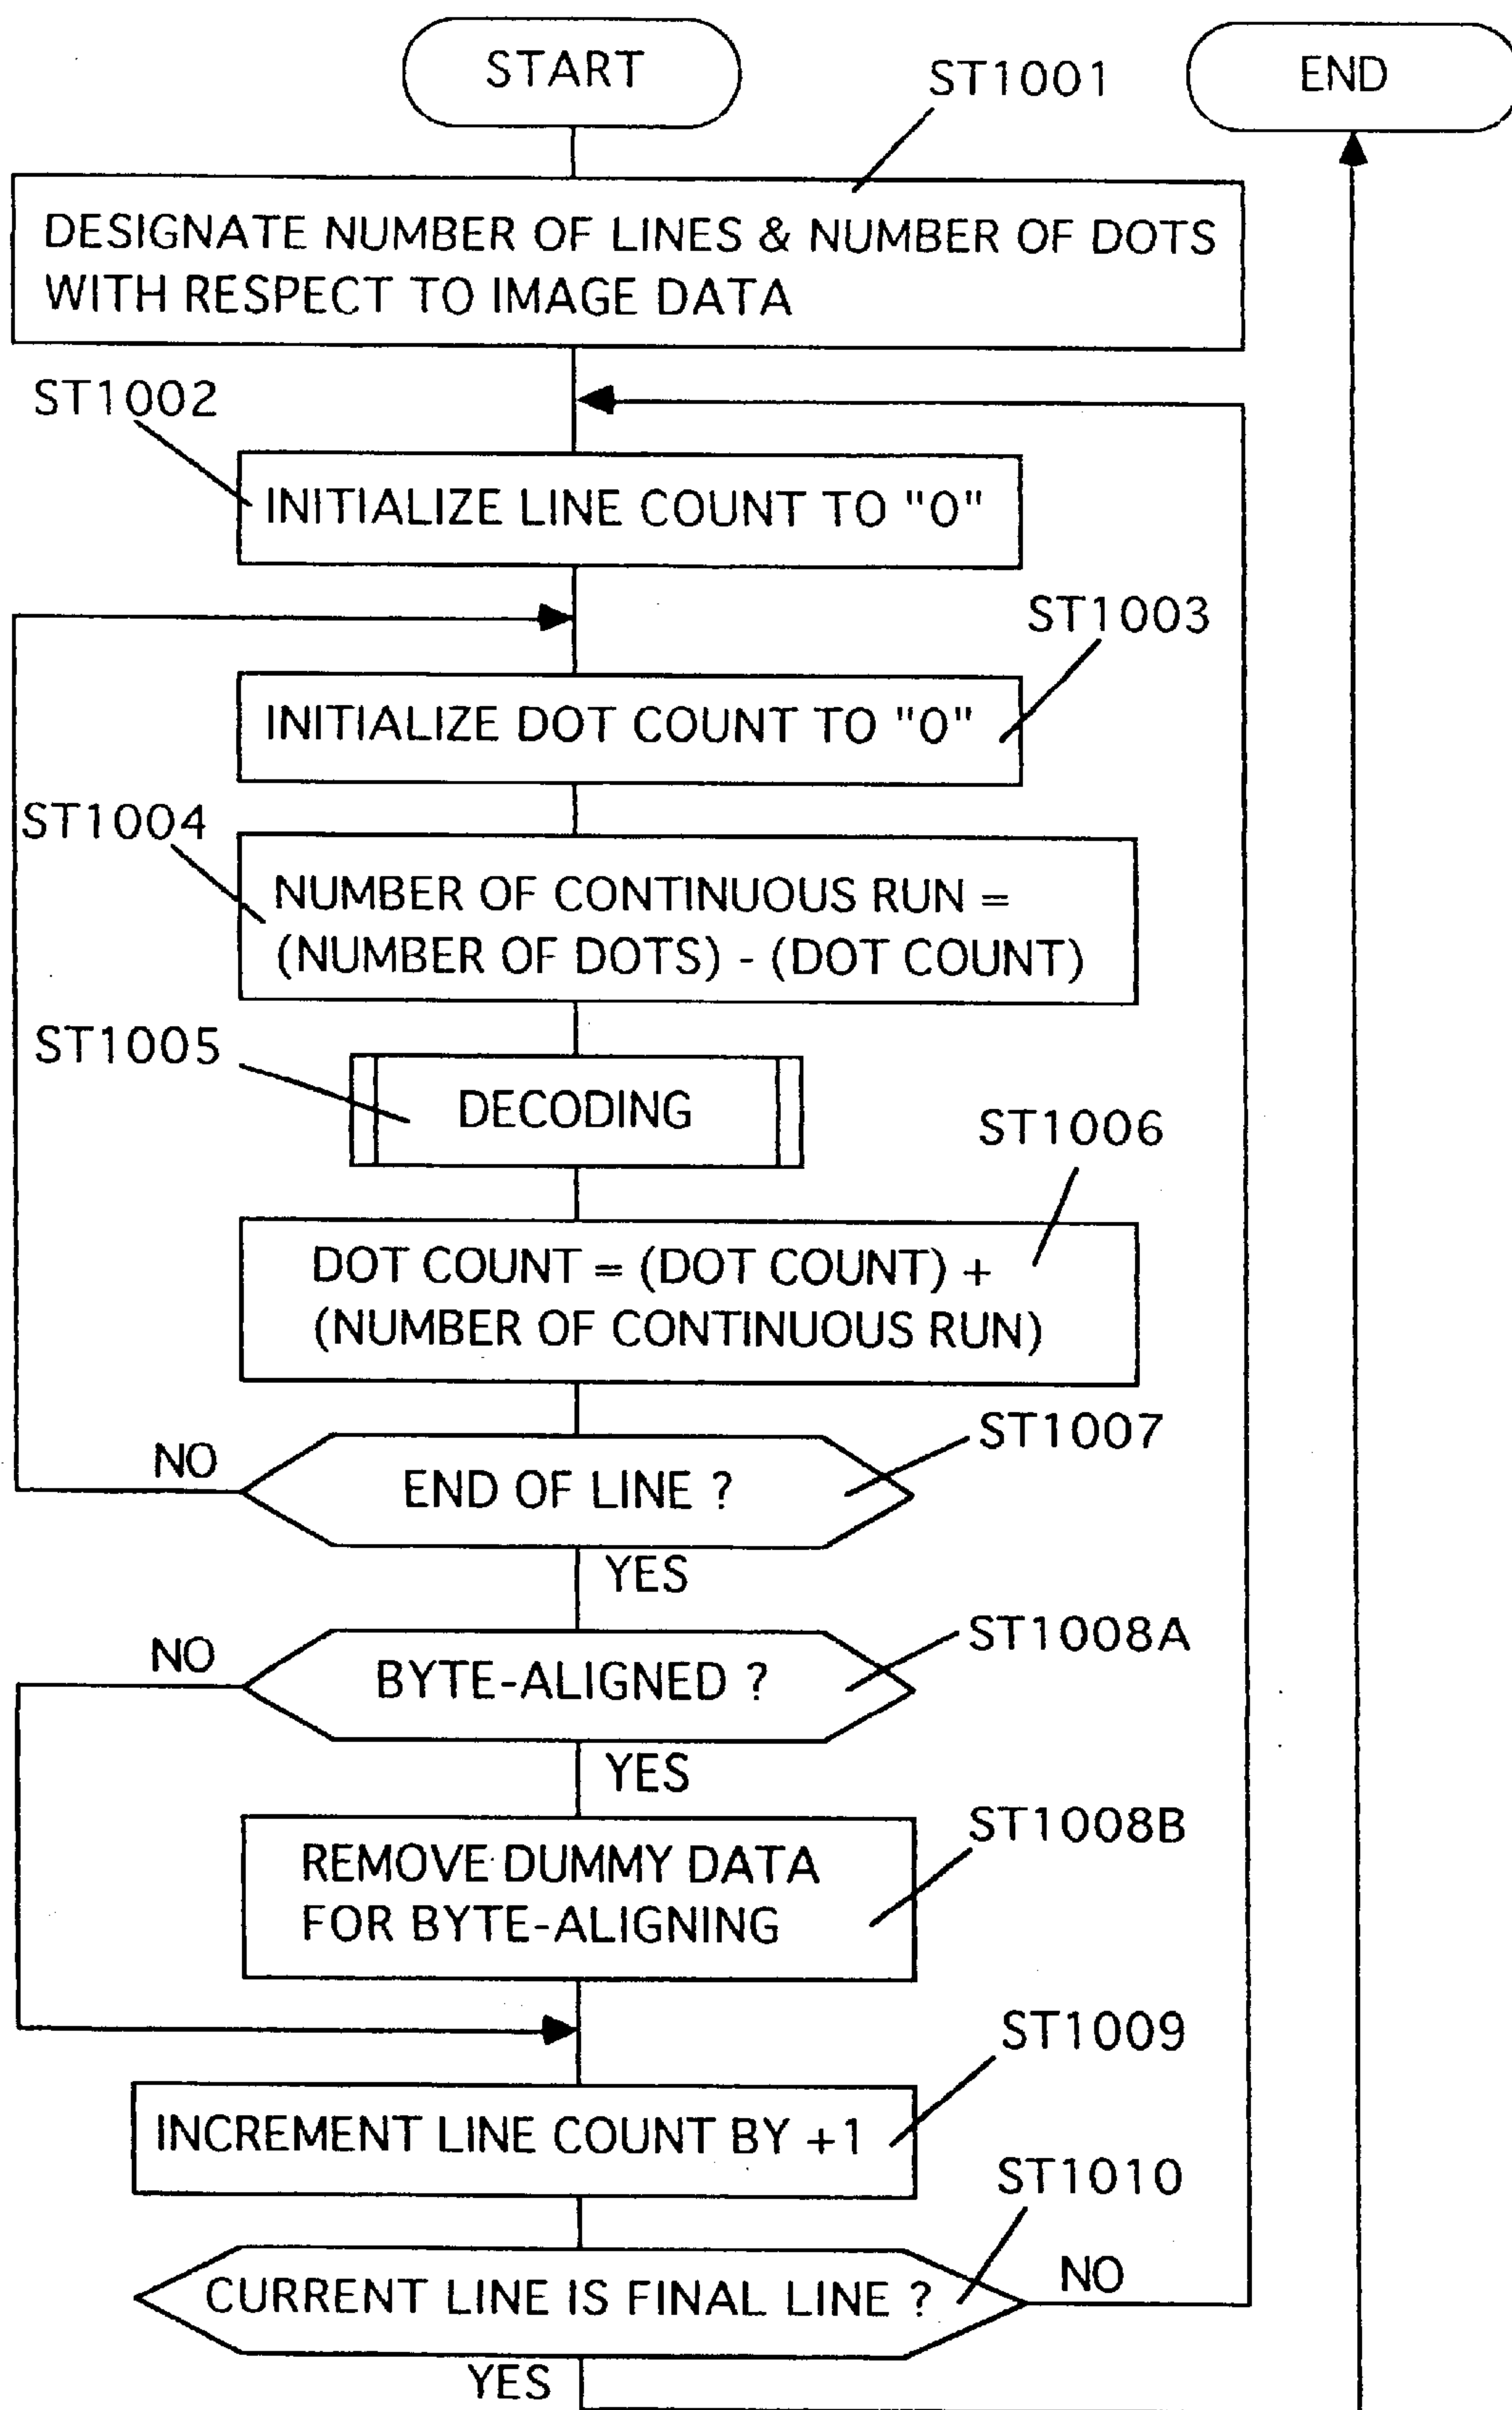 START
ST1001
END
DESIGNATE NUMBER OF LINES & NUMBER OF DOTS
WITH RESPECT TO IMAGE DATA
ST1002
INITIALIZE LINE COUNT TO "0"
ST1003
INITIALIZE DOT COUNT TO "0"
ST1004
NUMBER OF CONTINUOUS RUN =
(NUMBER OF DOTS) - (DOT COUNT)
ST1005
DECODING
ST1006
DOT COUNT = (DOT COUNT) +
(NUMBER OF CONTINUOUS RUN)
ST1007
NO
END OF LINE ?
YES
ST1008A
NO
BYTE-ALIGNED ?
YES
ST1008B
REMOVE DUMMY DATA
FOR BYTE-ALIGNING
ST1009
INCREMENT LINE COUNT BY +1
ST1010
CURRENT LINE IS FINAL LINE ?
NO
YES